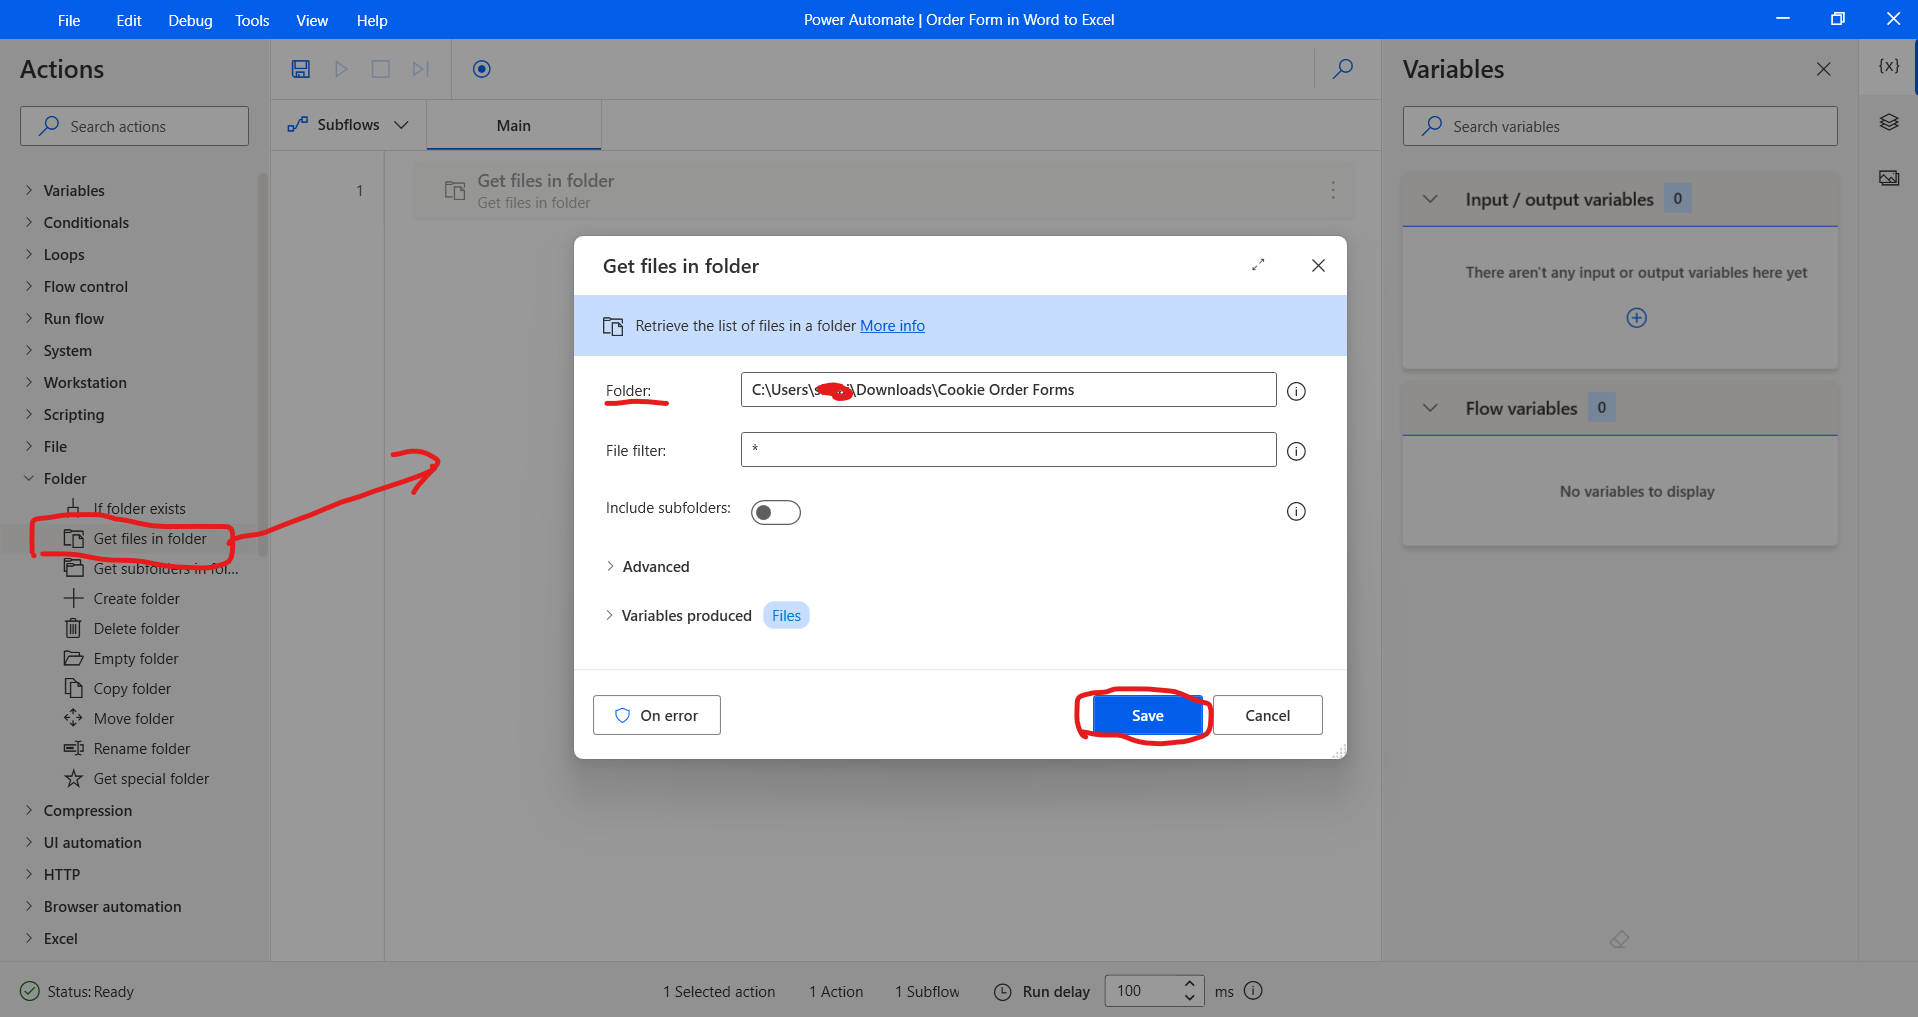 File Edit Debug Tools View Help
Power Automate | Order Form in Word to Excel
Actions
Search actions
Variables
Conditionals
Loops
Flow control
Run flow
System
Workstation
Scripting
File
Folder
If folder exists
Get files in folder
Get subfolders in fol...
Create folder
Delete folder
Empty folder
Copy folder
Move folder
Rename folder
Get special folder
Compression
UI automation
HTTP
Browser automation
Excel
Subflows
Main
1
Get files in folder
Get files in folder
Get files in folder
Retrieve the list of files in a folder More info
Folder:
C:\Users\ \Downloads\Cookie Order Forms
File filter:
*
Include subfolders:
Advanced
Variables produced Files
On error
Save
Cancel
Variables
{x}
Search variables
Input / output variables 0
There aren't any input or output variables here yet
Flow variables 0
No variables to display
Status: Ready
1 Selected action
1 Action
1 Subflow
Run delay
100
ms